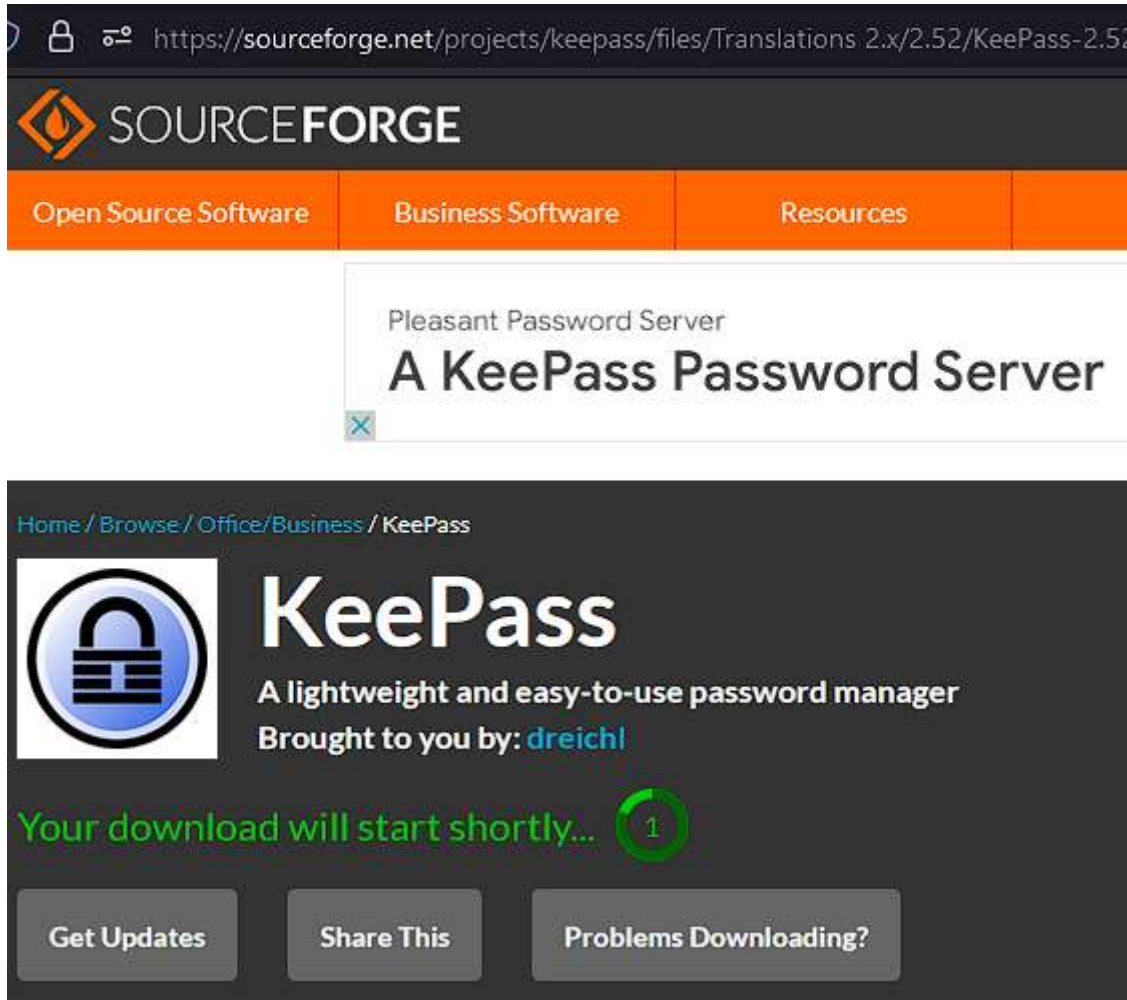 https://sourceforge.net/projects/keepass/files/Translations 2.x/2.52/KeePass-2.52
SOURCEFORGE
Open Source Software Business Software Resources
Pleasant Password Server
A KeePass Password Server
Home / Browse / Office/Business / KeePass
KeePass
A lightweight and easy-to-use password manager
Brought to you by: dreichl
Your download will start shortly... 1
Get Updates Share This Problems Downloading?